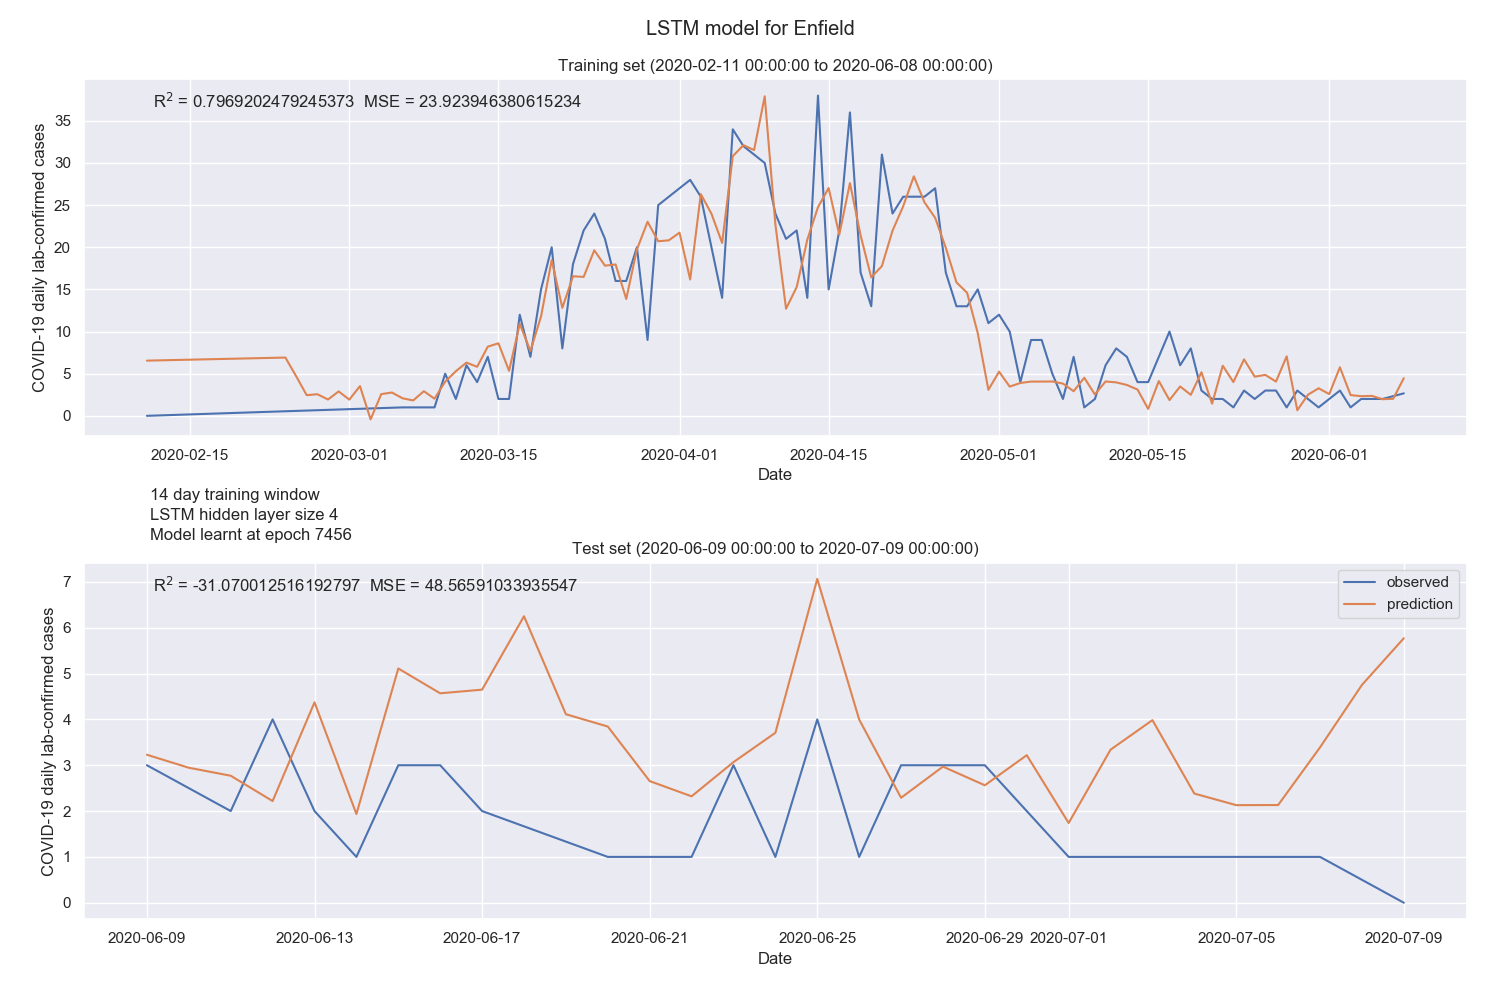 LSTM model for Enfield
Training set (2020-02-11 00:00:00 to 2020-06-08 00:00:00)
R² = 0.7969202479245373 MSE = 23.923946380615234
COVID-19 daily lab-confirmed cases
35
30
25
20
15
10
5
0
2020-02-15 2020-03-01 2020-03-15 2020-04-01 2020-04-15 2020-05-01 2020-05-15 2020-06-01
Date
14 day training window
LSTM hidden layer size 4
Model learnt at epoch 7456
Test set (2020-06-09 00:00:00 to 2020-07-09 00:00:00)
R² = -31.070012516192797 MSE = 48.56591033935547
observed
prediction
COVID-19 daily lab-confirmed cases
7
6
5
4
3
2
1
0
2020-06-09 2020-06-13 2020-06-17 2020-06-21 2020-06-25 2020-06-29 2020-07-01 2020-07-05 2020-07-09
Date